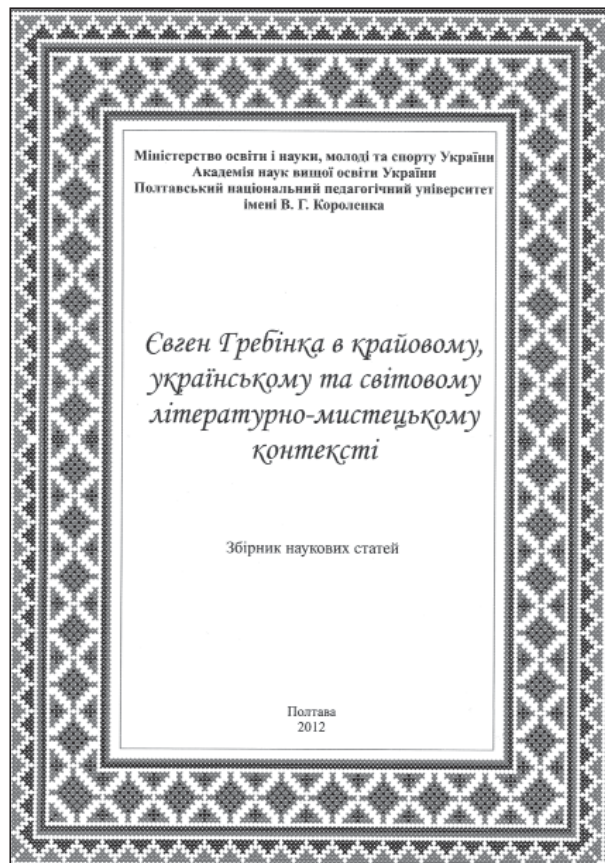 Міністерство освіти і науки, молоді та спорту України
Академія наук вищої освіти України
Полтавський національний педагогічний університет
імені В. Г. Короленка
Євген Гребінка в крайовому,
українському та світовому
літературно-мистецькому
контексті
Збірник наукових статей
Полтава
2012